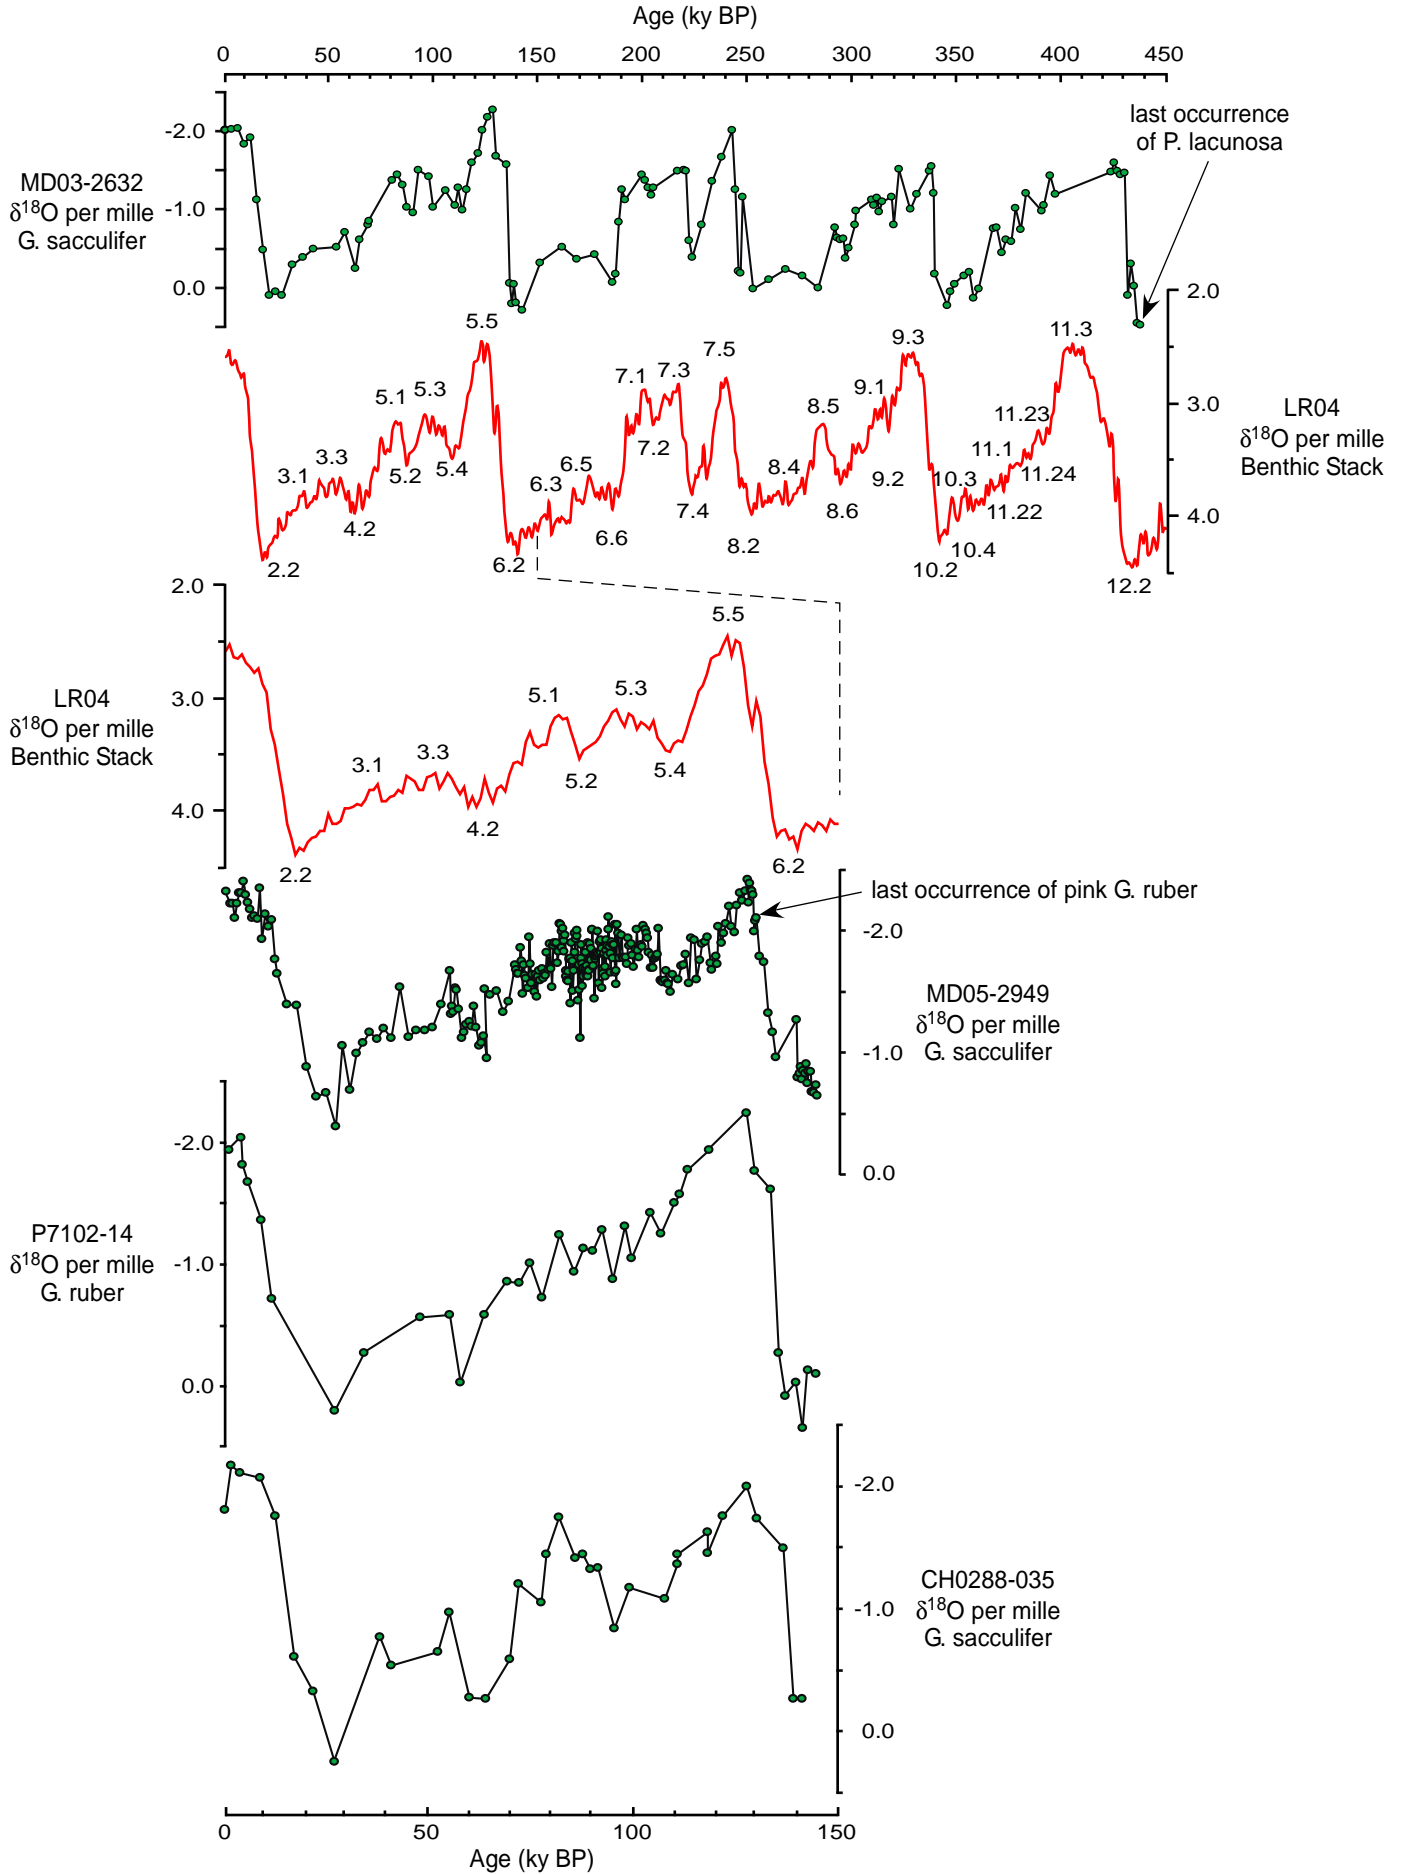 Age (ky BP)
0 50 100 150 200 250 300 350 400 450
last occurrence
of P. lacunosa
-2.0
-1.0
0.0
MD03-2632
δ18O per mille
G. sacculifer
2.0
3.0
4.0
LR04
δ18O per mille
Benthic Stack
5.5
9.3
11.3
7.5
7.1
7.3
5.1
5.3
9.1
8.5
11.23
3.1
3.3
5.2
5.4
7.2
11.1
11.24
6.5
8.4
10.3
9.2
6.3
4.2
7.4
8.6
11.22
6.6
8.2
10.4
2.2
6.2
10.2
12.2
2.0
3.0
4.0
LR04
δ18O per mille
Benthic Stack
5.5
5.1
5.3
3.1
3.3
5.2
5.4
4.2
2.2
6.2
last occurrence of pink G. ruber
-2.0
-1.0
0.0
MD05-2949
δ18O per mille
G. sacculifer
-2.0
-1.0
0.0
P7102-14
δ18O per mille
G. ruber
-2.0
-1.0
0.0
CH0288-035
δ18O per mille
G. sacculifer
0 50 100 150
Age (ky BP)